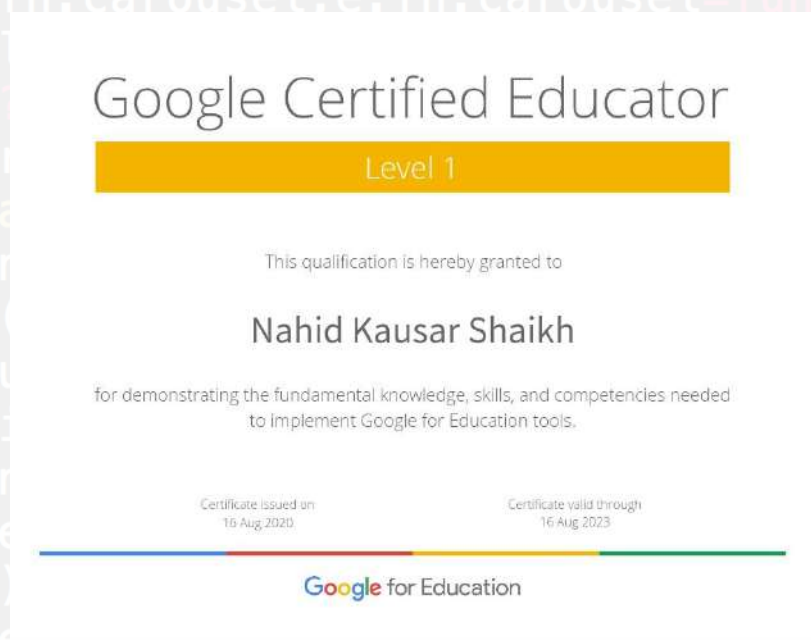 Google Certified Educator
Level 1
This qualification is hereby granted to
Nahid Kausar Shaikh
for demonstrating the fundamental knowledge, skills, and competencies needed
to implement Google for Education tools.
Certificate issued on
16 Aug 2020
Certificate valid through
16 Aug 2023
Google for Education